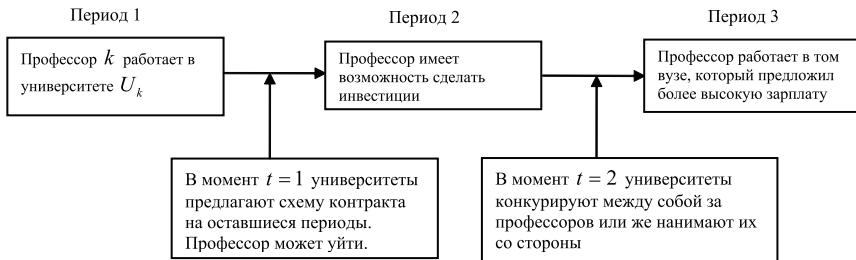 Период 1
Период 2
Период 3
Профессор k работает в
университете U_k
Профессор имеет
возможность сделать
инвестиции
Профессор работает в том
вузе, который предложил
более высокую зарплату
В момент t = 1 университеты
предлагают схему контракта
на оставшиеся периоды.
Профессор может уйти.
В момент t = 2 университеты
конкурируют между собой за
профессоров или же нанимают их
со стороны